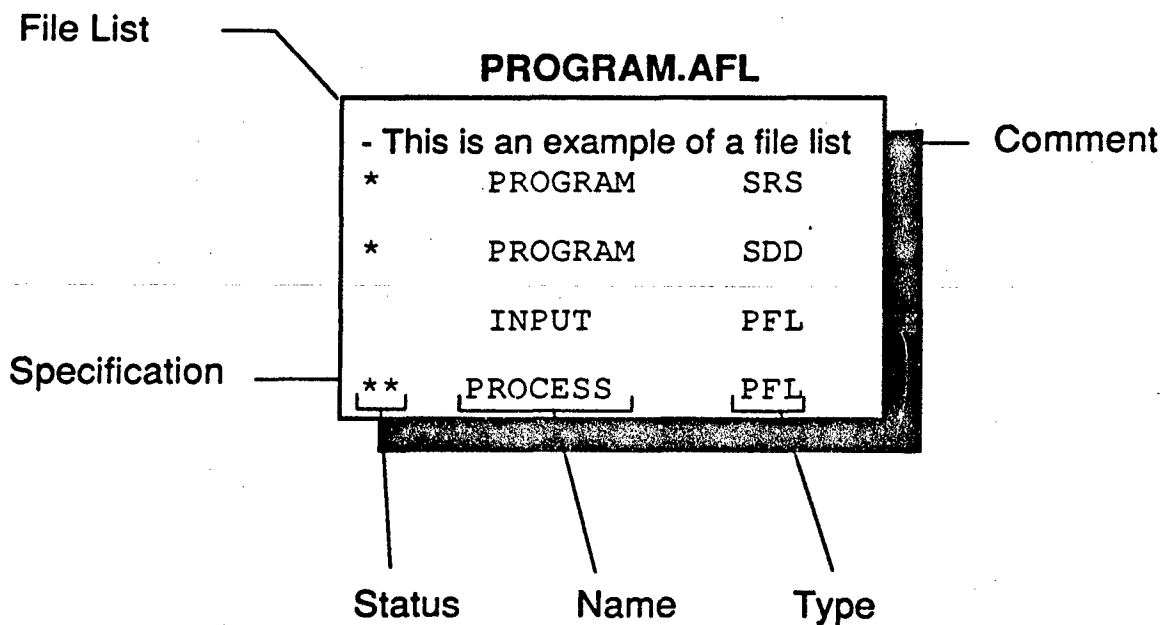 File List
PROGRAM.AFL
- This is an example of a file list
Comment
* PROGRAM SRS
* PROGRAM SDD
INPUT PFL
Specification
** PROCESS PFL
Status Name Type